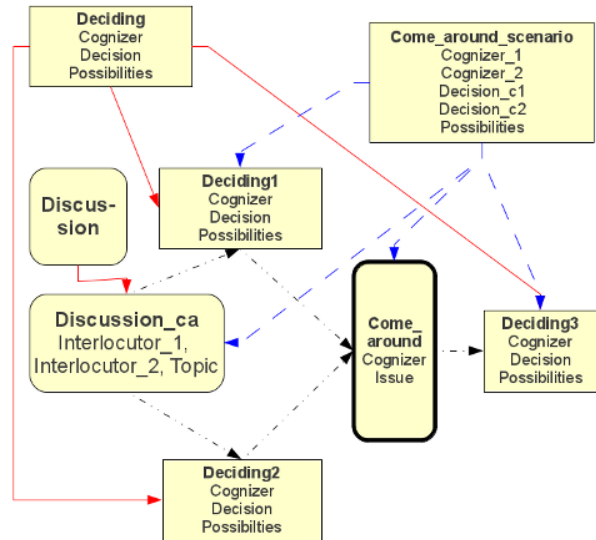 Deciding
Cognizer
Decision
Possibilities
Come_around_scenario
Cognizer_1
Cognizer_2
Decision_c1
Decision_c2
Possibilities
Deciding1
Cognizer
Decision
Possibilities
Discus-
sion
Discussion_ca
Interlocutor_1,
Interlocutor_2, Topic
Come_
around
Cognizer
Issue
Deciding3
Cognizer
Decision
Possibilities
Deciding2
Cognizer
Decision
Possibilties